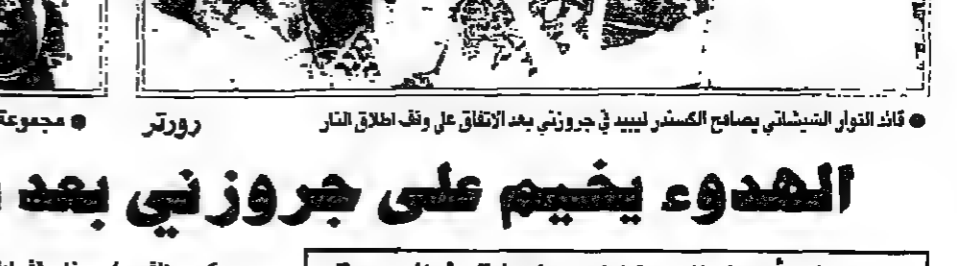 ● قائد الثوار الشيشاني يصافح الكسندر ليبيد في جروزني بعد الاتفاق على وقف اطلاق النار
رورتر
● مجموعة
الهدوء يخيم على جروزني بعد